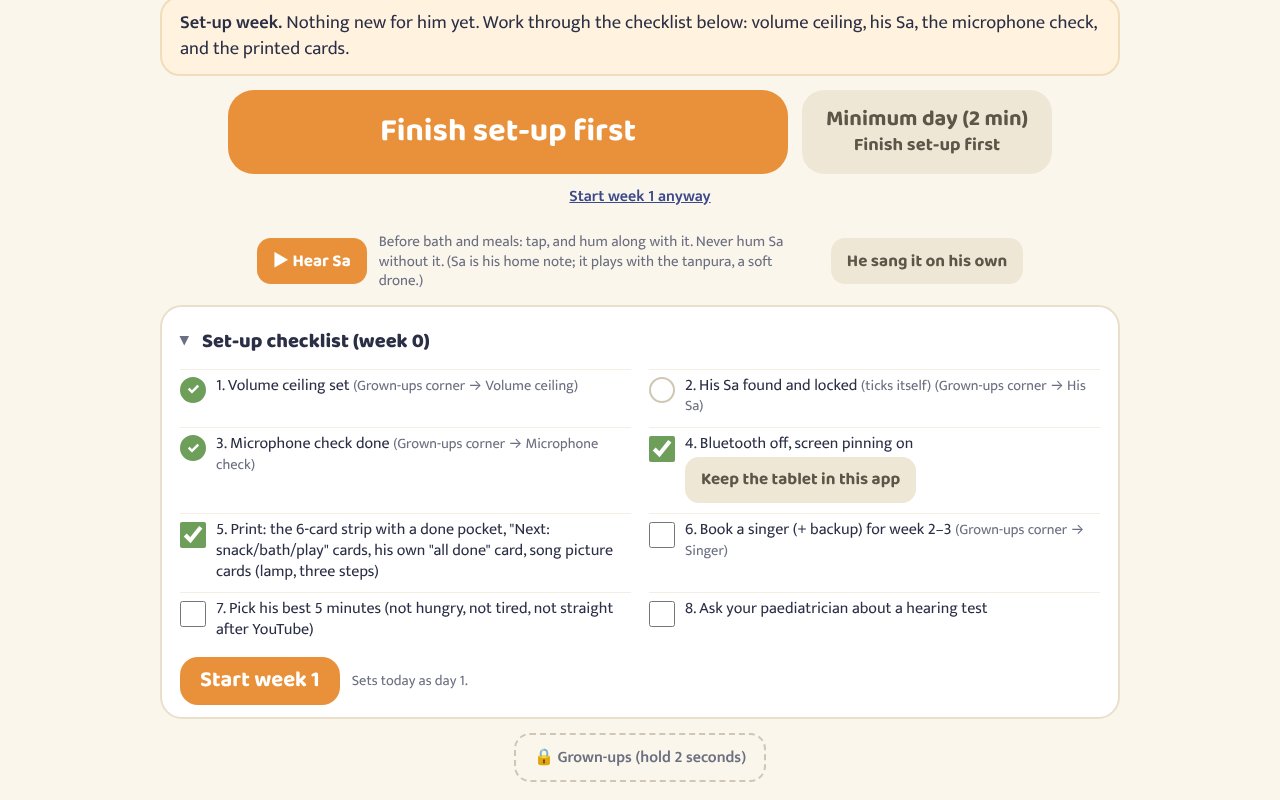 Set-up week. Nothing new for him yet. Work through the checklist below: volume ceiling, his Sa, the microphone check,
and the printed cards.
Finish set-up first
Minimum day (2 min)
Finish set-up first
Start week 1 anyway
▶ Hear Sa
Before bath and meals: tap, and hum along with it. Never hum Sa
without it. (Sa is his home note; it plays with the tanpura, a soft
drone.)
He sang it on his own
Set-up checklist (week 0)
1. Volume ceiling set (Grown-ups corner → Volume ceiling)
2. His Sa found and locked (ticks itself) (Grown-ups corner → His
Sa)
3. Microphone check done (Grown-ups corner → Microphone
check)
4. Bluetooth off, screen pinning on
Keep the tablet in this app
5. Print: the 6-card strip with a done pocket, "Next:
snack/bath/play" cards, his own "all done" card, song picture
cards (lamp, three steps)
6. Book a singer (+ backup) for week 2–3 (Grown-ups corner →
Singer)
7. Pick his best 5 minutes (not hungry, not tired, not straight
after YouTube)
8. Ask your paediatrician about a hearing test
Start week 1
Sets today as day 1.
🔒 Grown-ups (hold 2 seconds)